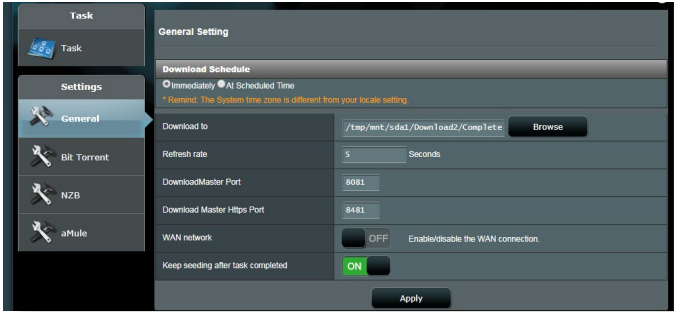 Task
Task
Settings
General
Bit Torrent
NZB
aMule
General Setting
Download Schedule
Immediately At Scheduled Time
* Remind: The System time zone is different from your locale setting.
Download to /tmp/mnt/sda1/Download2/Complete Browse
Refresh rate 5 Seconds
DownloadMaster Port 8081
Download Master Https Port 8481
WAN network OFF Enable/disable the WAN connection.
Keep seeding after task completed ON
Apply